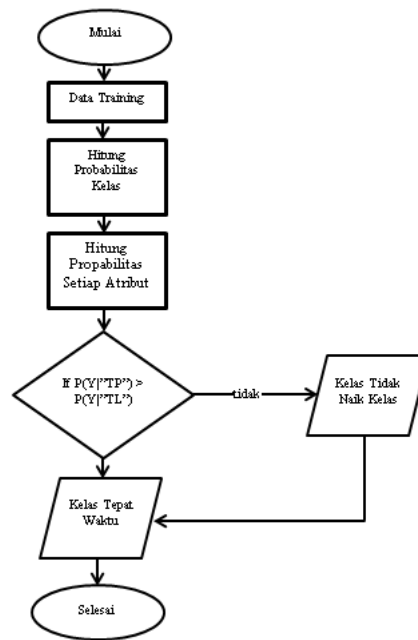 Mulai
Data Training
Hitung
Probabilitas
Kelas
Hitung
Propabilitas
Setiap Atribut
If P(Y|"TP") >
P(Y|"TL")
tidak
Kelas Tidak
Naik Kelas
Kelas Tepat
Waktu
Selesai